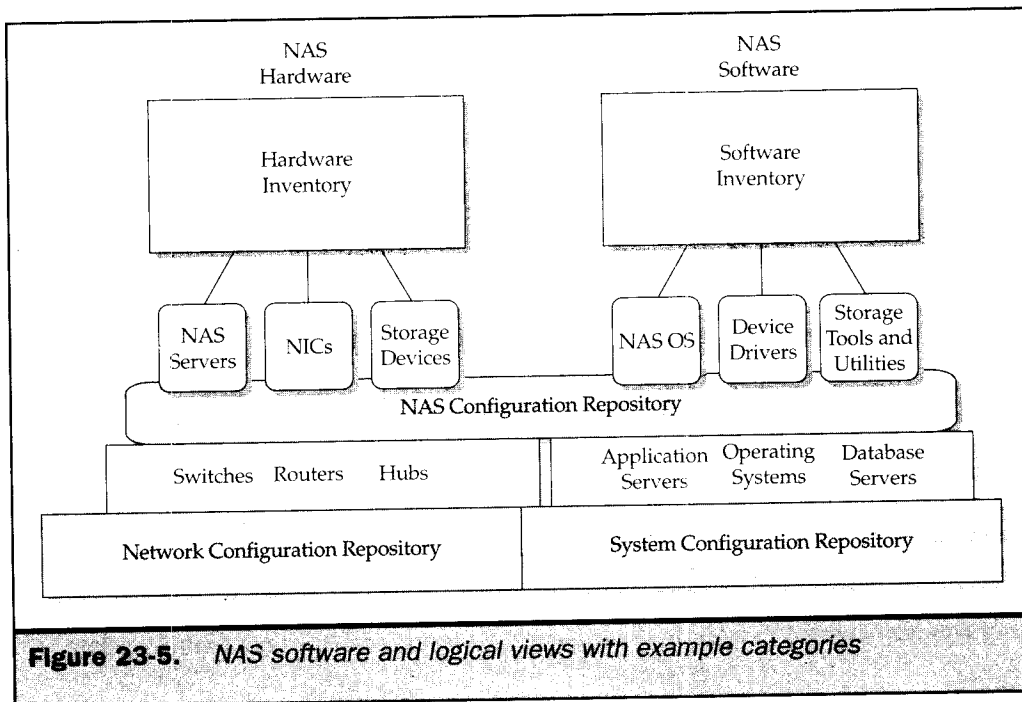 NAS
Hardware
NAS
Software
Hardware
Inventory
Software
Inventory
NAS
Servers
NICs
Storage
Devices
NAS OS
Device
Drivers
Storage
Tools and
Utilities
NAS Configuration Repository
Switches Routers Hubs
Application
Servers
Operating
Systems
Database
Servers
Network Configuration Repository
System Configuration Repository
Figure 23-5. NAS software and logical views with example categories